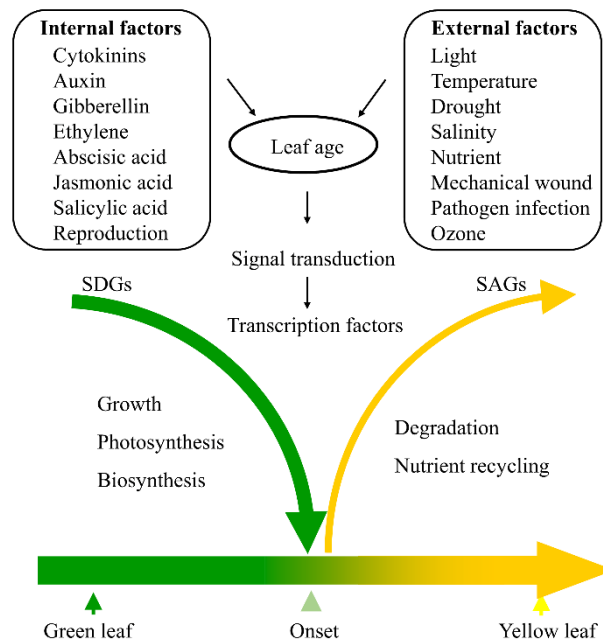 Internal factors
Cytokinins
Auxin
Gibberellin
Ethylene
Abscisic acid
Jasmonic acid
Salicylic acid
Reproduction
External factors
Light
Temperature
Drought
Salinity
Nutrient
Mechanical wound
Pathogen infection
Ozone
Leaf age
Signal transduction
Transcription factors
SDGs
SAGs
Growth
Photosynthesis
Biosynthesis
Degradation
Nutrient recycling
Green leaf
Onset
Yellow leaf